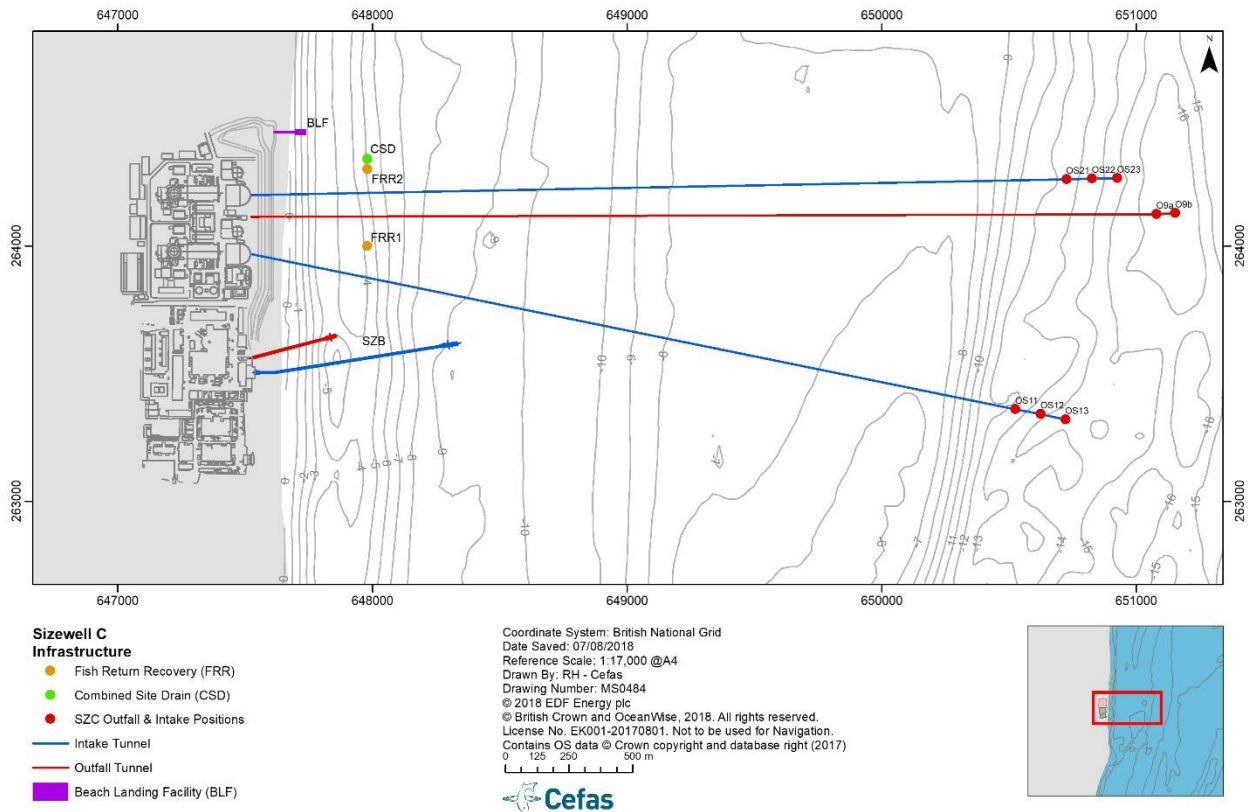 647000 648000 649000 650000 651000
N
BLF
CSD
FRR2
OS21 OS22 OS23
O9a O9b
264000 264000
FRR1
SZB
OS11 OS12 OS13
263000 263000
647000 648000 649000 650000 651000
Sizewell C
Infrastructure
Fish Return Recovery (FRR)
Combined Site Drain (CSD)
SZC Outfall & Intake Positions
Intake Tunnel
Outfall Tunnel
Beach Landing Facility (BLF)
Coordinate System: British National Grid
Date Saved: 07/08/2018
Reference Scale: 1:17,000 @A4
Drawn By: RH - Cefas
Drawing Number: MS0484
© 2018 EDF Energy plc
© British Crown and OceanWise, 2018. All rights reserved.
License No. EK001-20170801. Not to be used for Navigation.
Contains OS data © Crown copyright and database right (2017)
0 125 250 500 m
Cefas